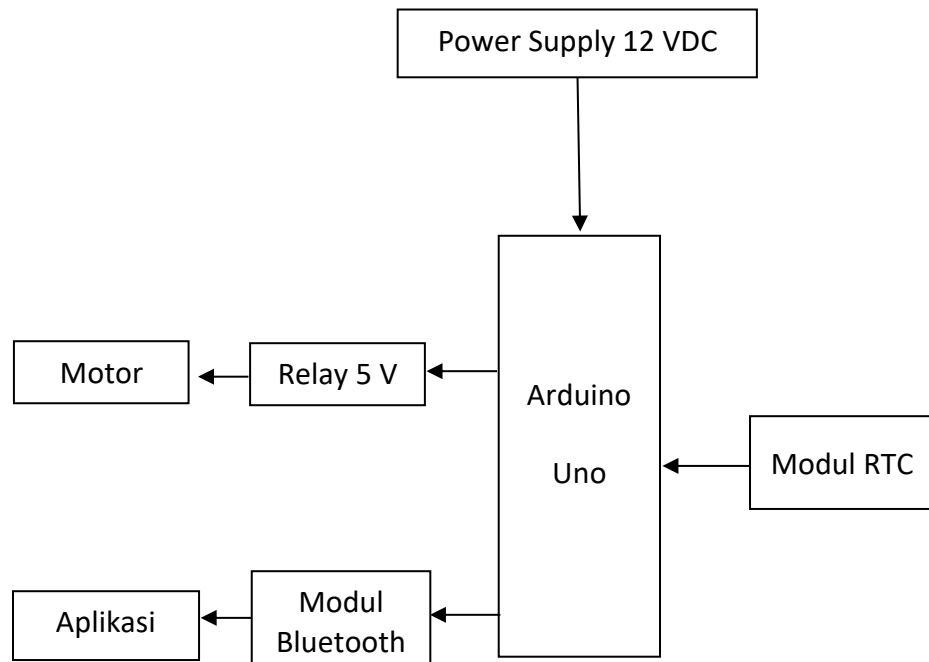 Power Supply 12 VDC
Motor
Relay 5 V
Arduino
Uno
Modul RTC
Aplikasi
Modul
Bluetooth